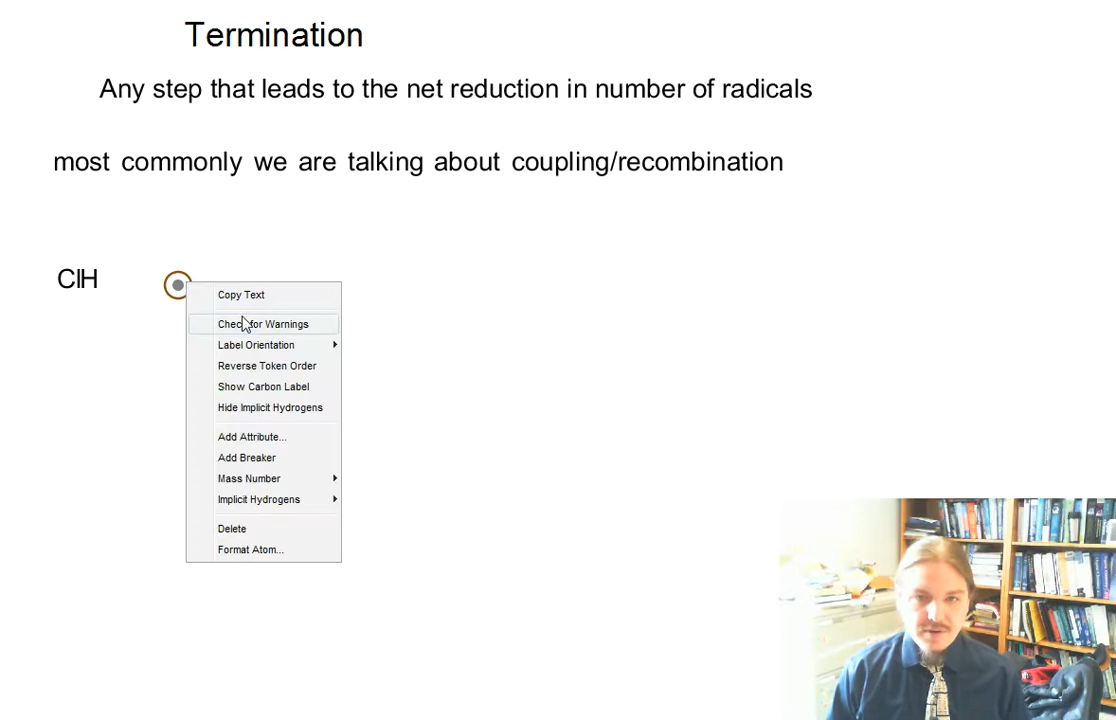 Termination
Any step that leads to the net reduction in number of radicals
most commonly we are talking about coupling/recombination
ClH
Copy Text
Check for Warnings
Label Orientation
Reverse Token Order
Show Carbon Label
Hide Implicit Hydrogens
Add Attribute...
Add Breaker
Mass Number
Implicit Hydrogens
Delete
Format Atom...